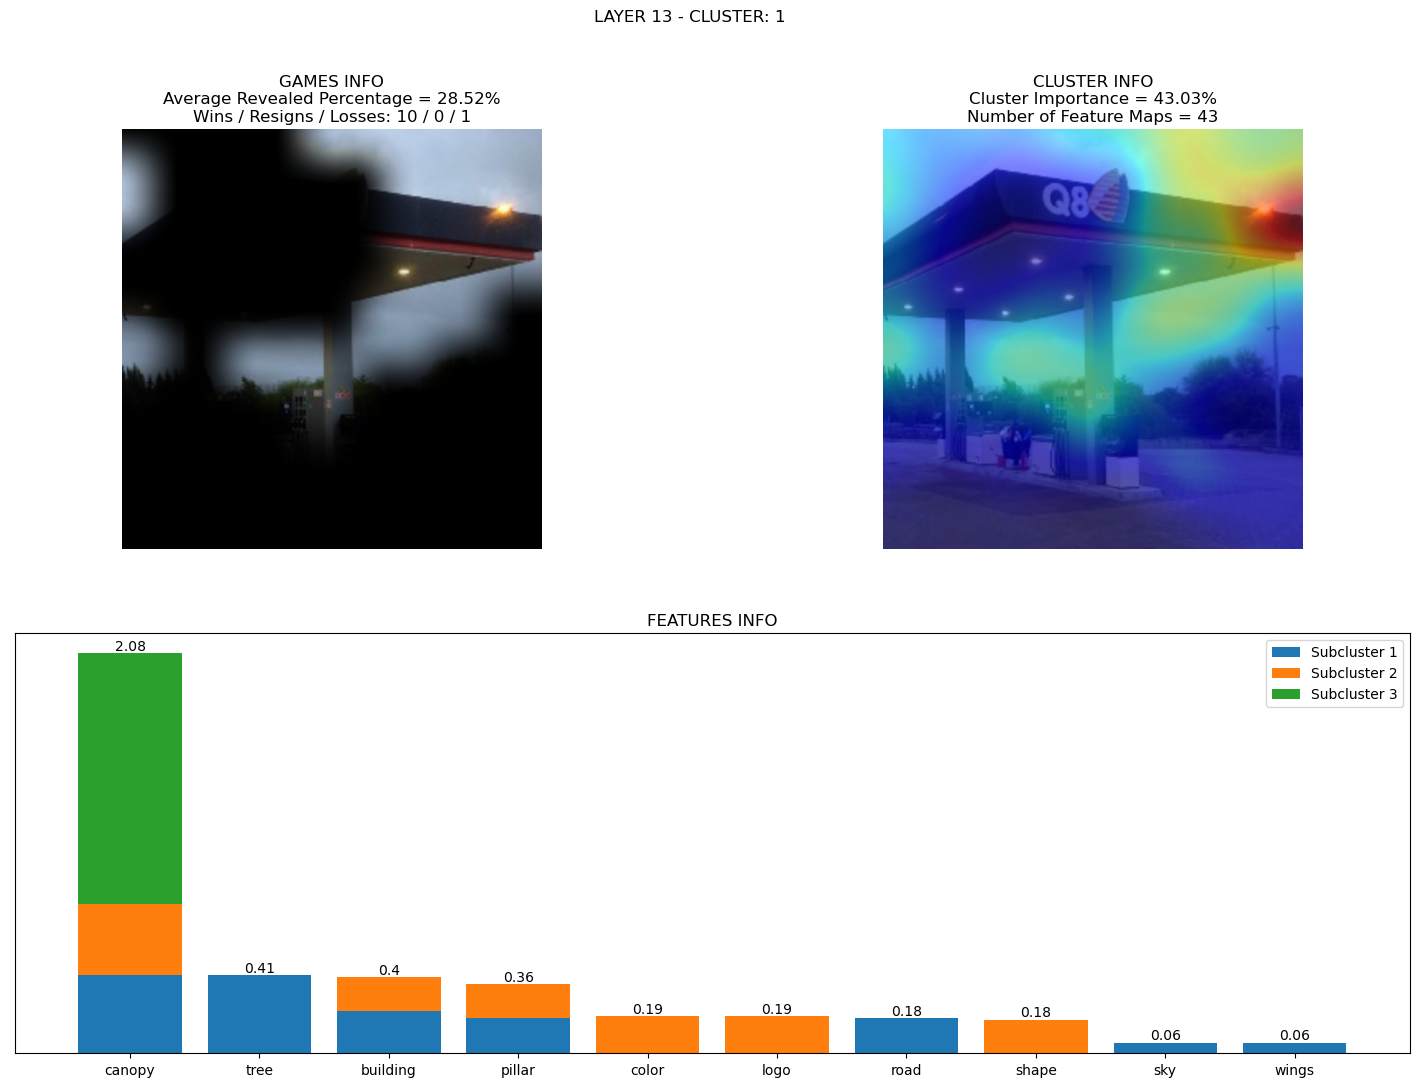 LAYER 13 - CLUSTER: 1
GAMES INFO
Average Revealed Percentage = 28.52%
Wins / Resigns / Losses: 10 / 0 / 1
CLUSTER INFO
Cluster Importance = 43.03%
Number of Feature Maps = 43
Q8
FEATURES INFO
Subcluster 1
Subcluster 2
Subcluster 3
2.08
0.41
0.4
0.36
0.19
0.19
0.18
0.18
0.06
0.06
canopy
tree
building
pillar
color
logo
road
shape
sky
wings